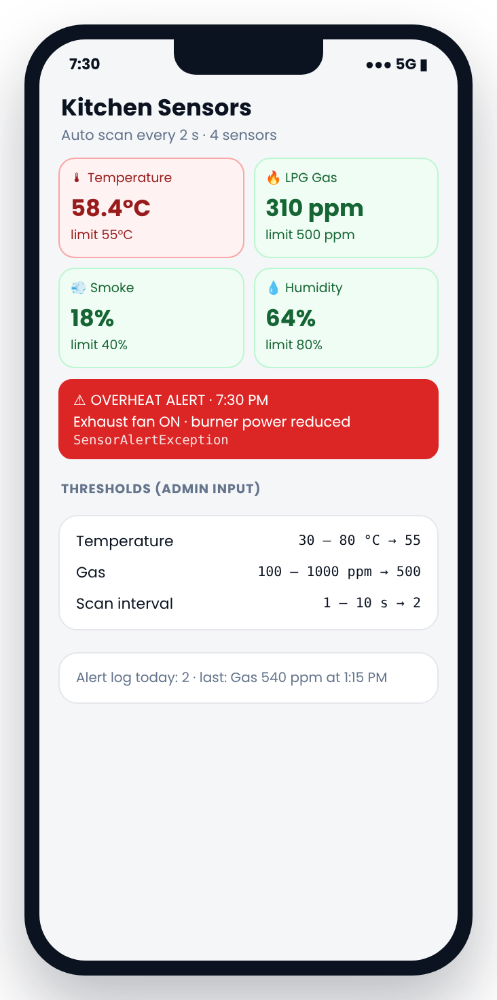 7:30
●●● 5G ▮
Kitchen Sensors
Auto scan every 2 s · 4 sensors
🌡 Temperature
58.4°C
limit 55°C
🔥 LPG Gas
310 ppm
limit 500 ppm
💨 Smoke
18%
limit 40%
💧 Humidity
64%
limit 80%
⚠ OVERHEAT ALERT · 7:30 PM
Exhaust fan ON · burner power reduced
SensorAlertException
THRESHOLDS (ADMIN INPUT)
Temperature 30 – 80 °C → 55
Gas 100 – 1000 ppm → 500
Scan interval 1 – 10 s → 2
Alert log today: 2 · last: Gas 540 ppm at 1:15 PM